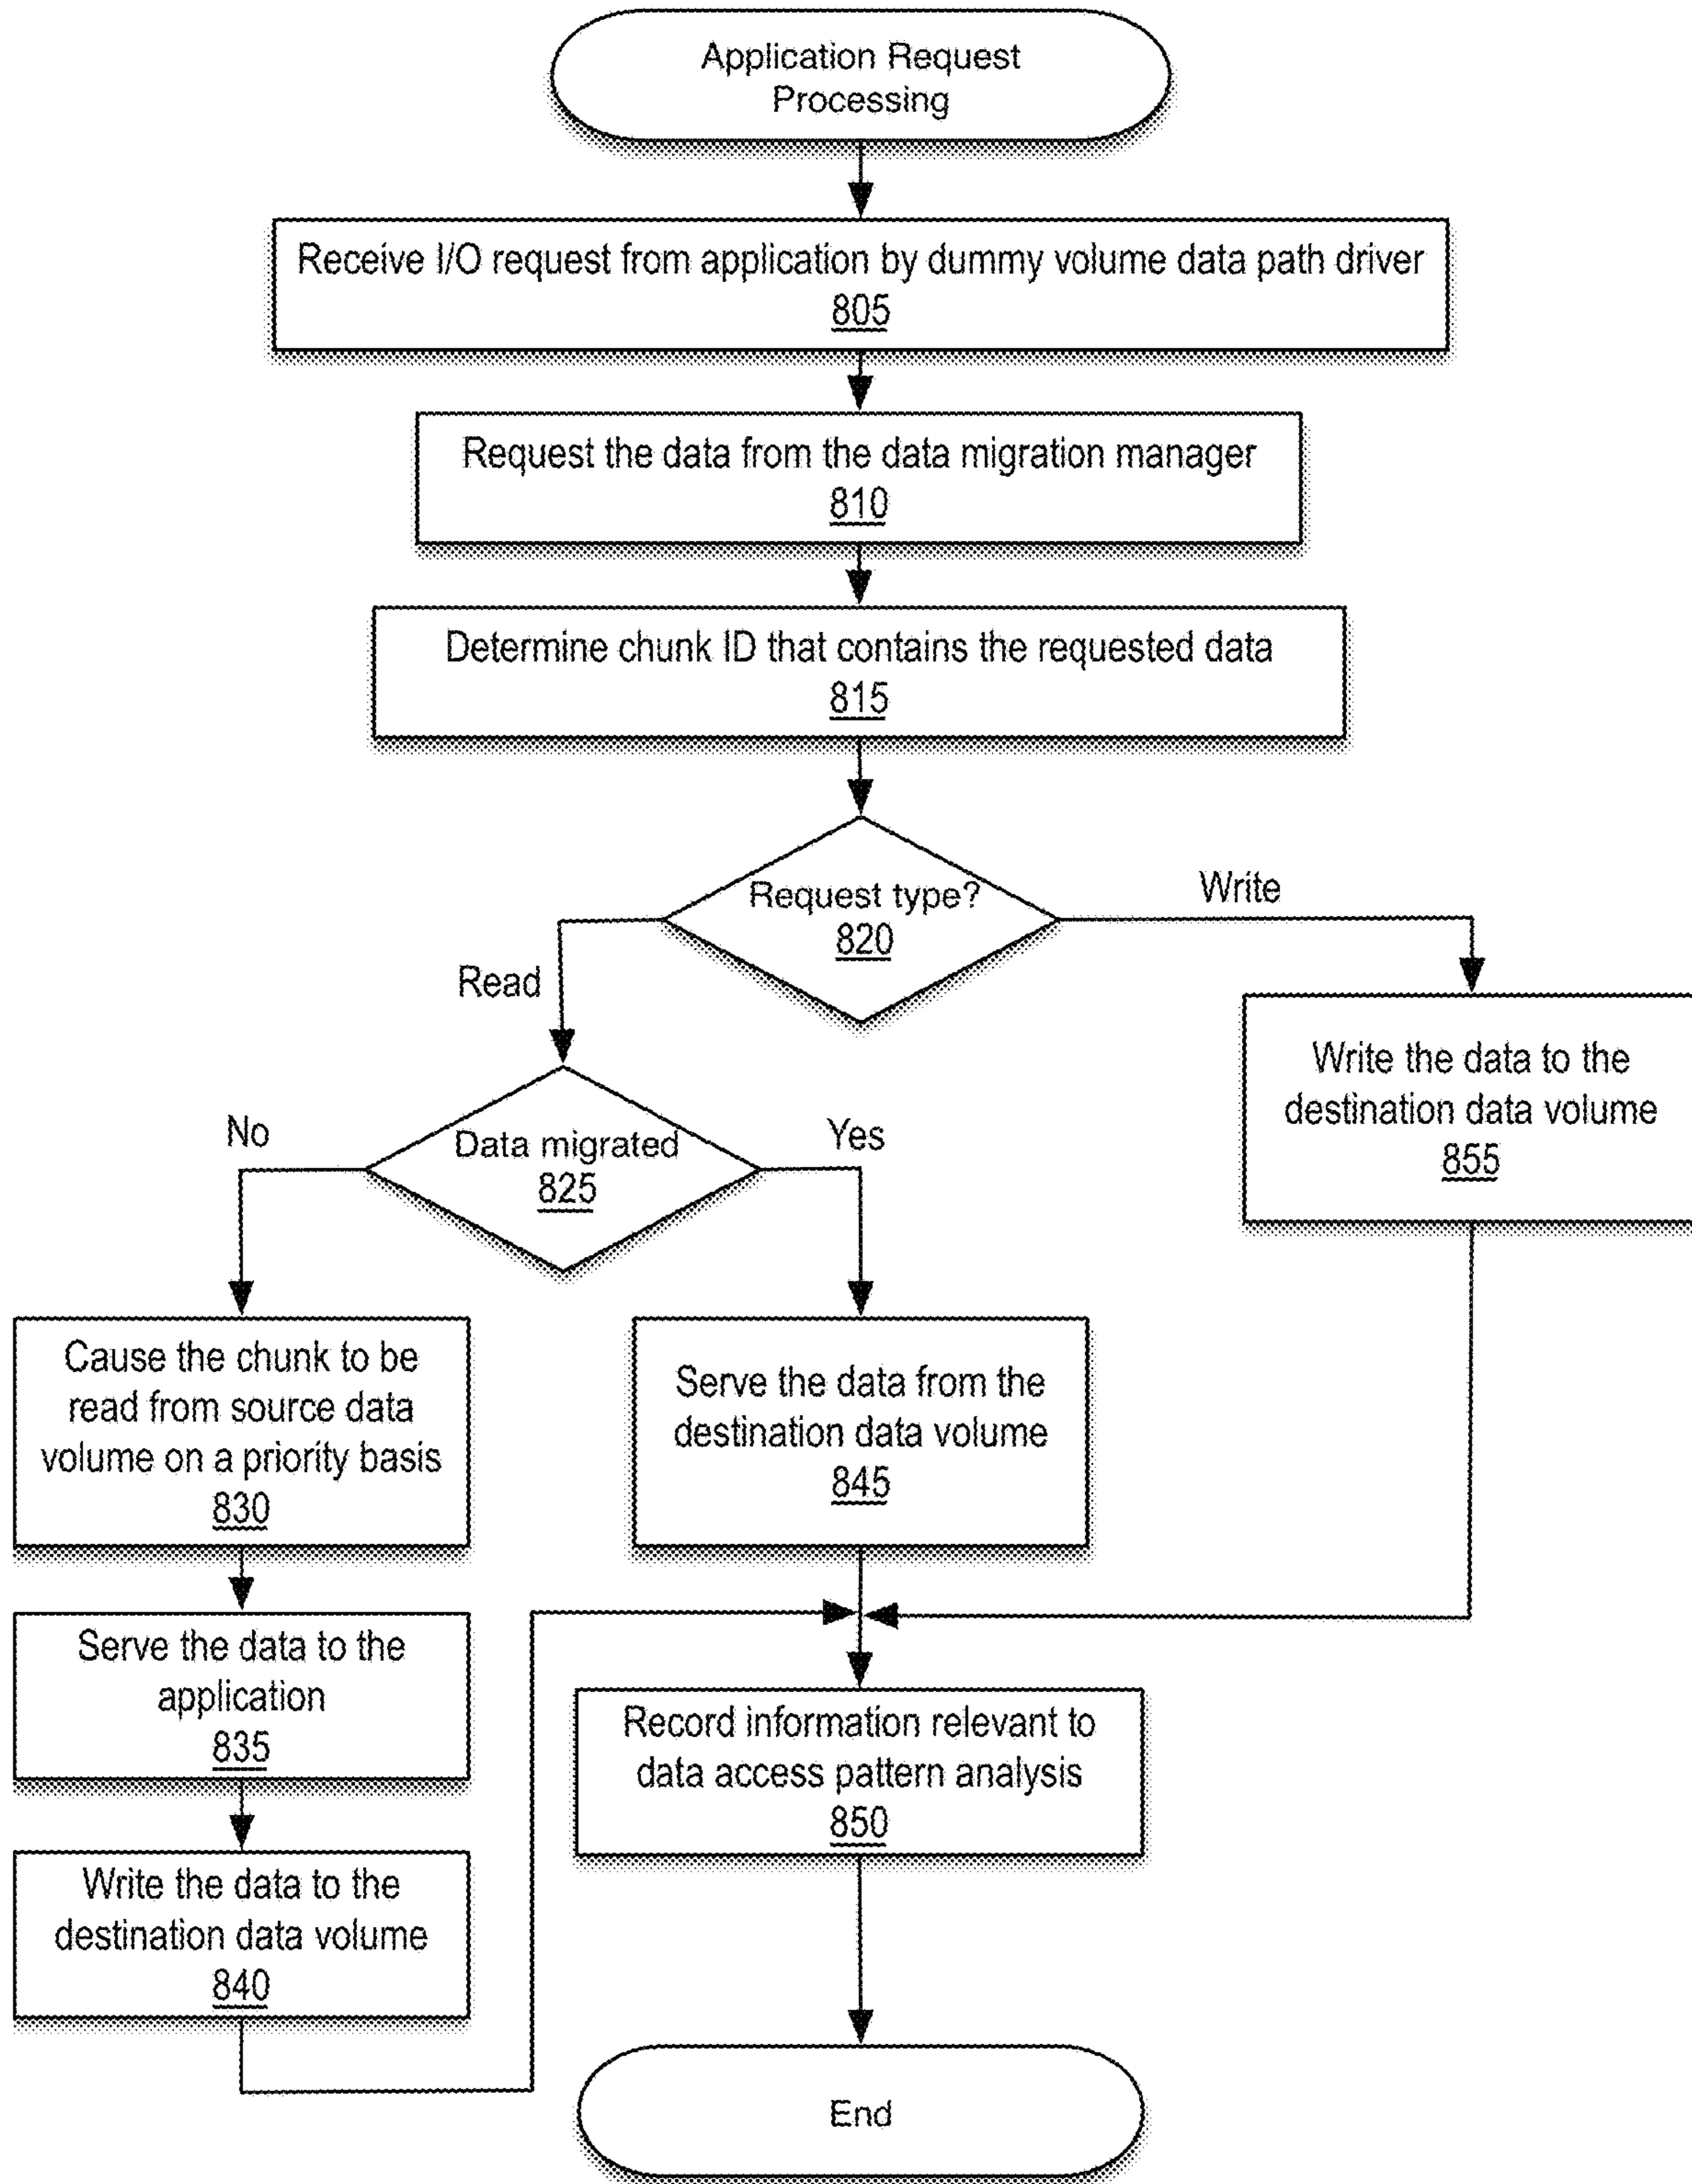 Application Request
Processing
Receive I/O request from application by dummy volume data path driver
805
Request the data from the data migration manager
810
Determine chunk ID that contains the requested data
815
Request type?
820
Write
Read
Write the data to the
destination data volume
855
No
Data migrated
825
Yes
Cause the chunk to be
read from source data
volume on a priority basis
830
Serve the data from the
destination data volume
845
Serve the data to the
application
835
Record information relevant to
data access pattern analysis
850
Write the data to the
destination data volume
840
End